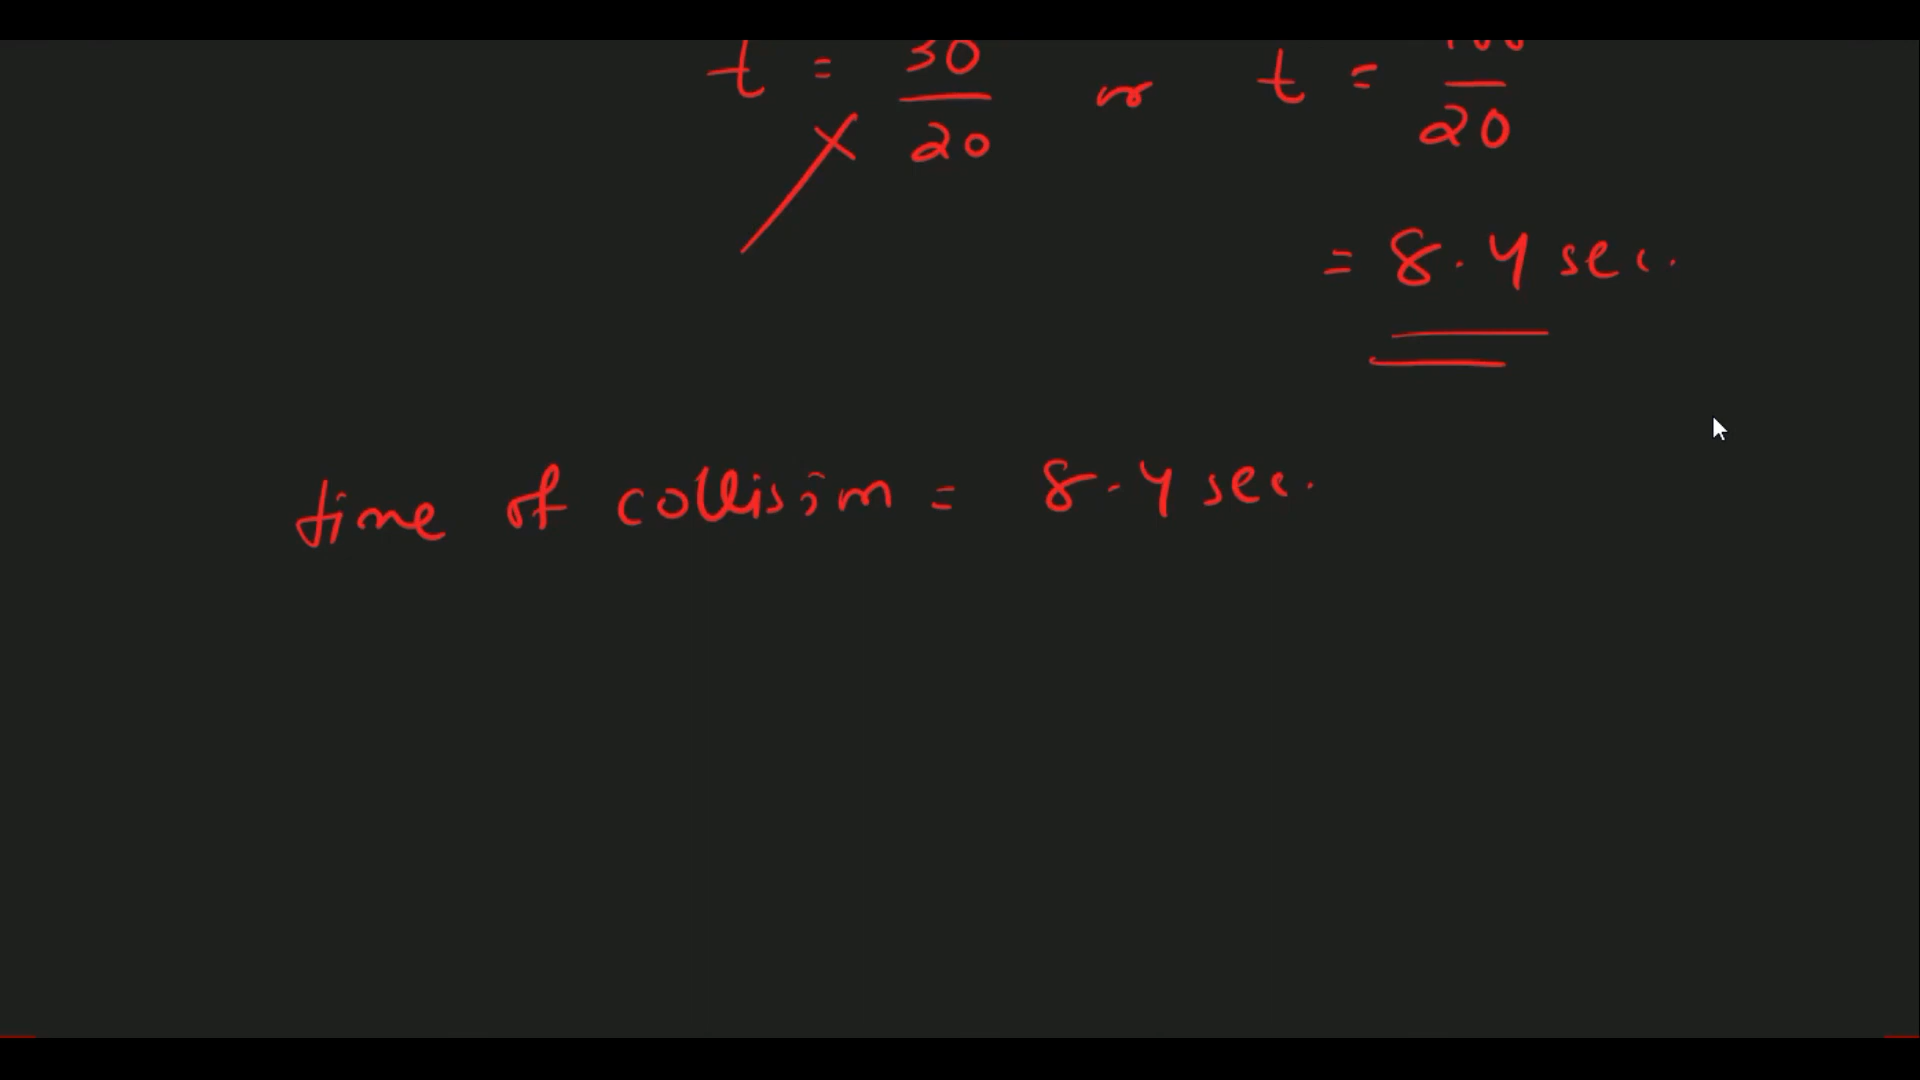 t = 30/20 or t = /20
= 8.4 sec.
time of collision = 8.4 sec.